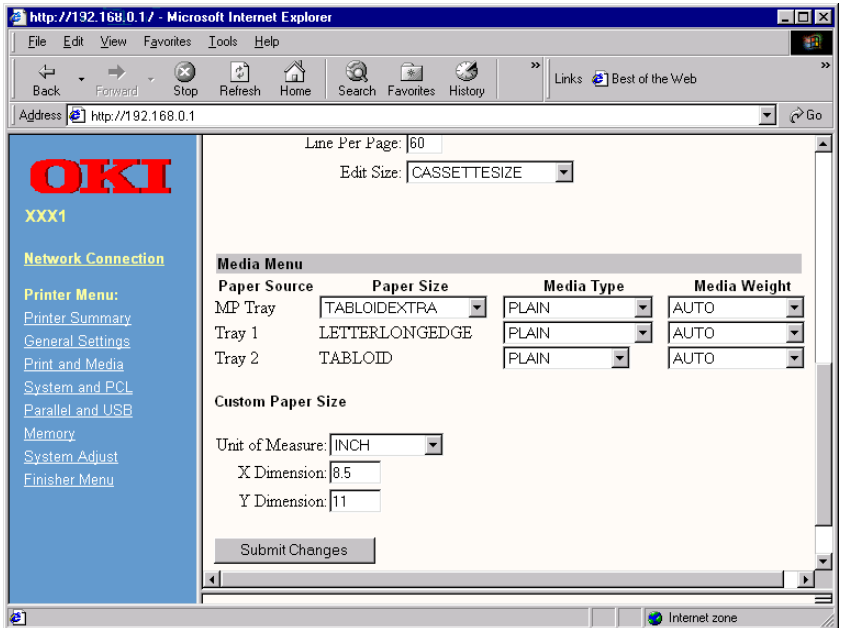 http://192.168.0.1/ - Microsoft Internet Explorer
File Edit View Favorites Tools Help
Back Forward Stop Refresh Home Search Favorites History » Links Best of the Web »
Address http://192.168.0.1 Go
OKI
XXX1
Network Connection
Printer Menu:
Printer Summary
General Settings
Print and Media
System and PCL
Parallel and USB
Memory
System Adjust
Finisher Menu
Line Per Page: 60
Edit Size: CASSETTESIZE
Media Menu
Paper Source Paper Size Media Type Media Weight
MP Tray TABLOIDEXTRA PLAIN AUTO
Tray 1 LETTERLONGEDGE PLAIN AUTO
Tray 2 TABLOID PLAIN AUTO
Custom Paper Size
Unit of Measure: INCH
X Dimension: 8.5
Y Dimension: 11
Submit Changes
Internet zone